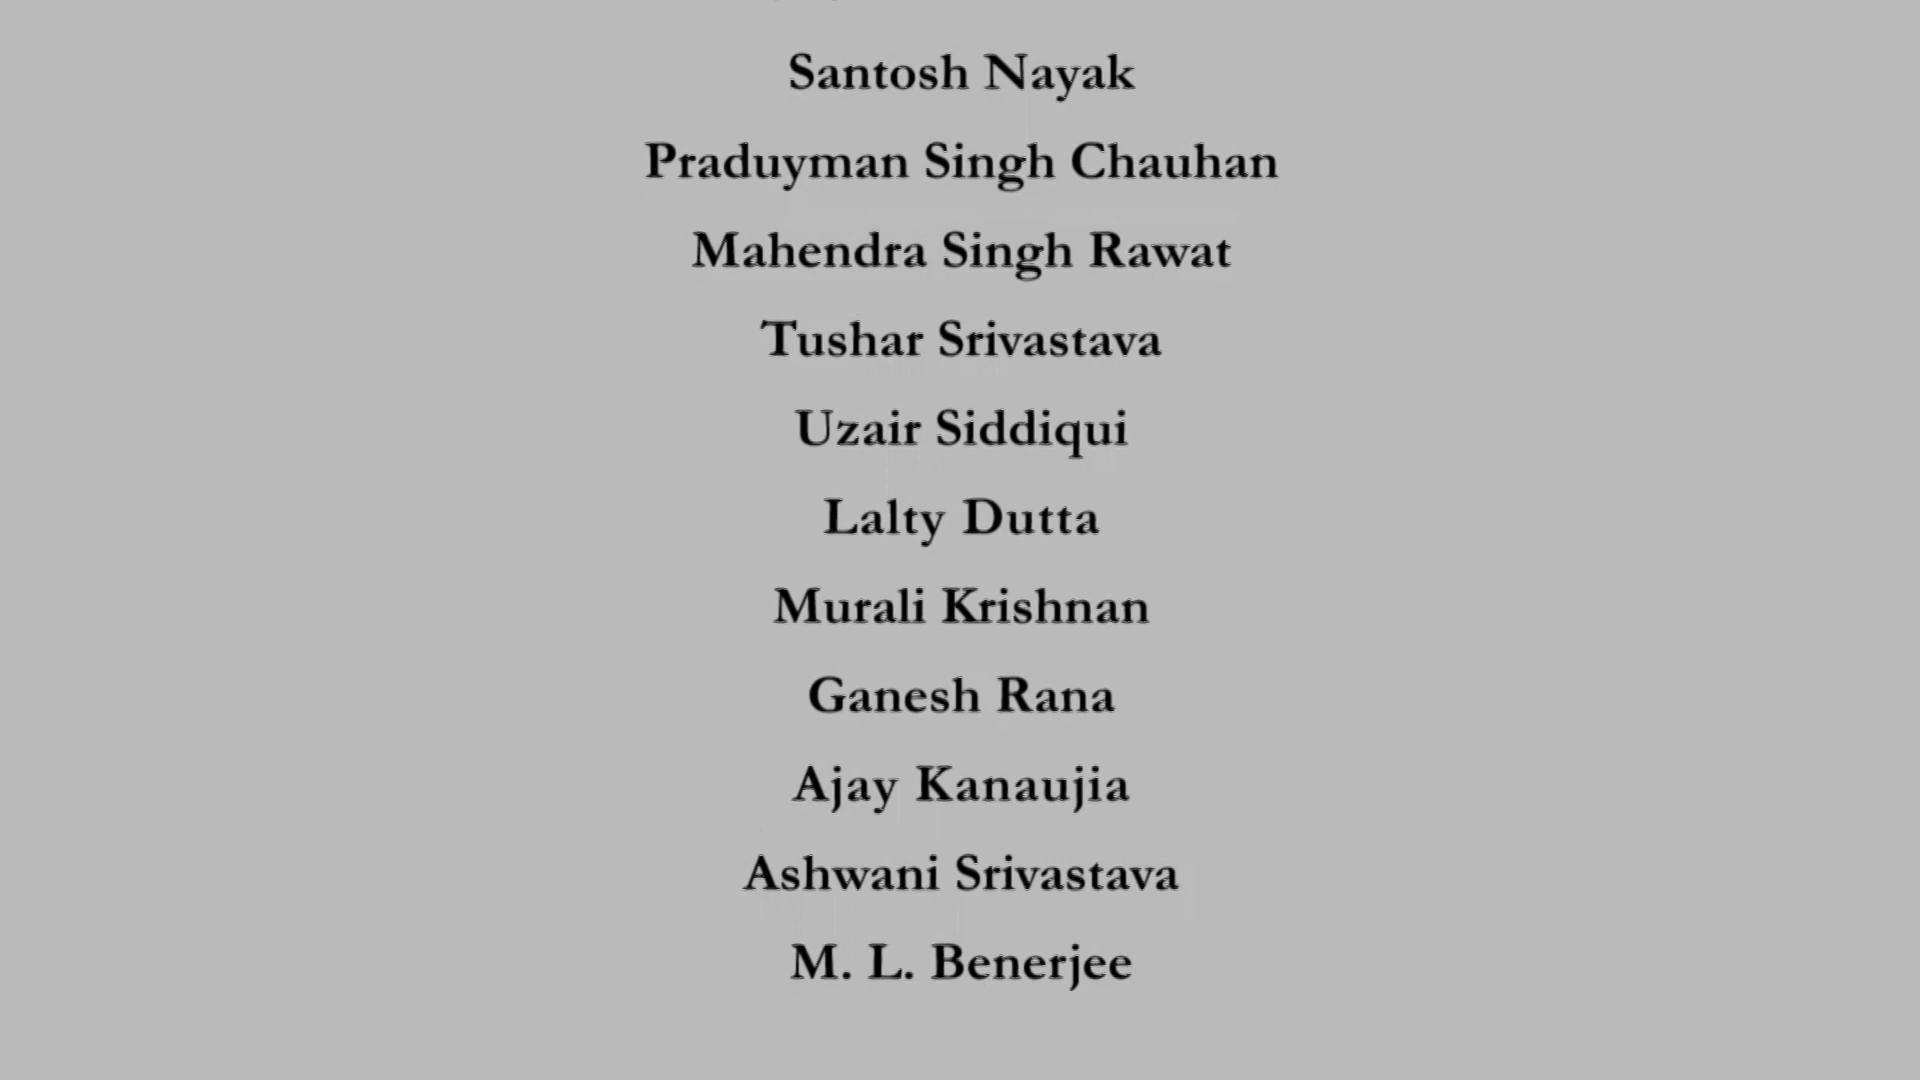 Santosh Nayak
Praduyman Singh Chauhan
Mahendra Singh Rawat
Tushar Srivastava
Uzair Siddiqui
Lalty Dutta
Murali Krishnan
Ganesh Rana
Ajay Kanaujia
Ashwani Srivastava
M. L. Benerjee